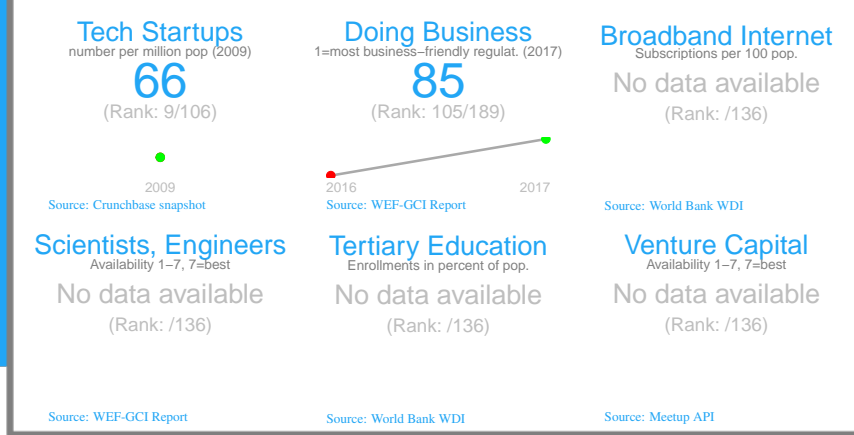 Tech Startups
number per million pop (2009)
66
(Rank: 9/106)
2009
Source: Crunchbase snapshot
Doing Business
1=most business−friendly regulat. (2017)
85
(Rank: 105/189)
2016 2017
Source: WEF-GCI Report
Broadband Internet
Subscriptions per 100 pop.
No data available
(Rank: /136)
Source: World Bank WDI
Scientists, Engineers
Availability 1−7, 7=best
No data available
(Rank: /136)
Source: WEF-GCI Report
Tertiary Education
Enrollments in percent of pop.
No data available
(Rank: /136)
Source: World Bank WDI
Venture Capital
Availability 1−7, 7=best
No data available
(Rank: /136)
Source: Meetup API